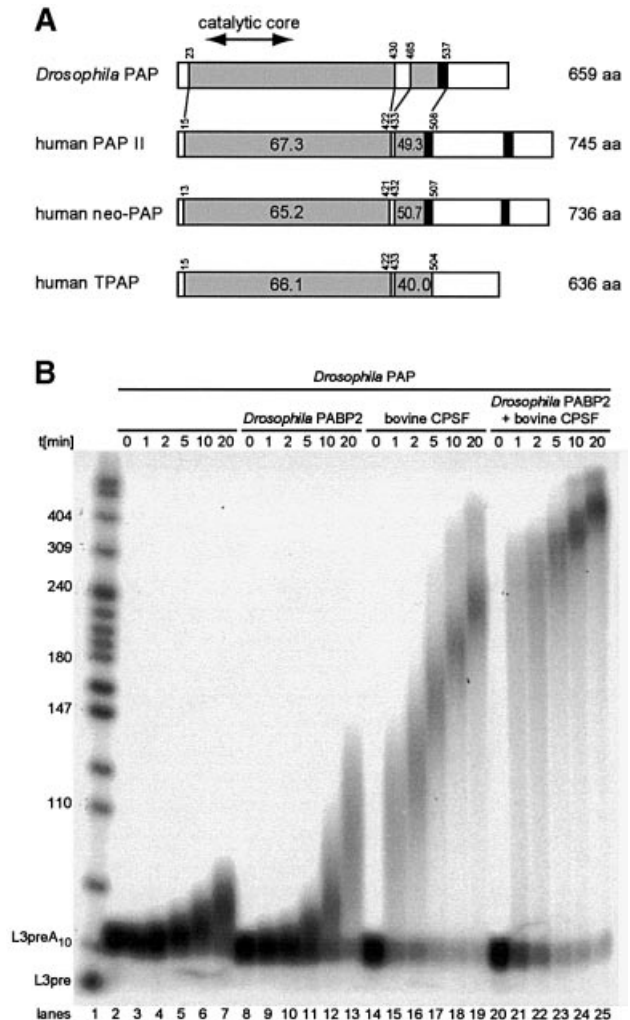 A
catalytic core
23 430 465 537
Drosophila PAP 659 aa
15 422 433 508
human PAP II 67.3 49.3 745 aa
13 421 432 507
human neo-PAP 65.2 50.7 736 aa
15 422 433 504
human TPAP 66.1 40.0 636 aa
B
Drosophila PAP
Drosophila PABP2 bovine CPSF Drosophila PABP2
+ bovine CPSF
t[min] 0 1 2 5 10 20 0 1 2 5 10 20 0 1 2 5 10 20 0 1 2 5 10 20
404
309
240
180
147
110
L3preA10
L3pre
lanes 1 2 3 4 5 6 7 8 9 10 11 12 13 14 15 16 17 18 19 20 21 22 23 24 25